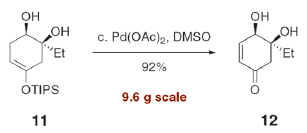 OH
OH
Et
OTIPS
11
c. Pd(OAc)₂, DMSO
92%
9.6 g scale
OH
OH
Et
O
12